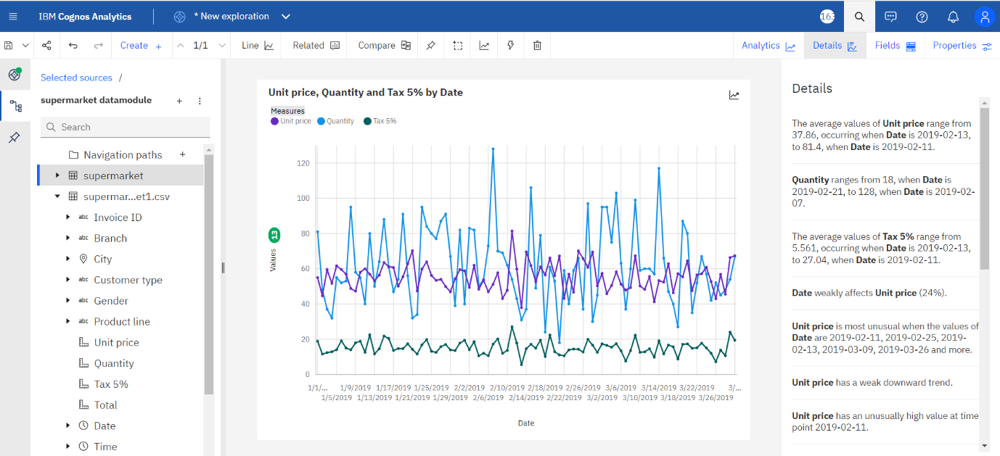 IBM Cognos Analytics
* New exploration
163
Create +
1/1
Line
Related
Compare
Analytics
Details
Fields
Properties
Selected sources /
supermarket datamodule
Search
Navigation paths
supermarket
supermar...et1.csv
abc Invoice ID
abc Branch
City
abc Customer type
abc Gender
abc Product line
Unit price
Quantity
Tax 5%
Total
Date
Time
Unit price, Quantity and Tax 5% by Date
Measures
Unit price Quantity Tax 5%
120
100
80
60
40
20
0
13
Values
1/1/... 1/9/2019 1/17/2019 1/25/2019 2/2/2019 2/10/2019 2/18/2019 2/26/2019 3/6/2019 3/14/2019 3/22/2019 3/...
1/5/2019 1/13/2019 1/21/2019 1/29/2019 2/6/2019 2/14/2019 2/22/2019 3/2/2019 3/10/2019 3/18/2019 3/26/2019
Date
Details
The average values of Unit price range from
37.86, occurring when Date is 2019-02-13,
to 81.4, when Date is 2019-02-11.
Quantity ranges from 18, when Date is
2019-02-21, to 128, when Date is 2019-02-
07.
The average values of Tax 5% range from
5.561, occurring when Date is 2019-02-13,
to 27.04, when Date is 2019-02-11.
Date weakly affects Unit price (24%).
Unit price is most unusual when the values of
Date are 2019-02-11, 2019-02-25, 2019-
02-13, 2019-03-09, 2019-03-26 and more.
Unit price has a weak downward trend.
Unit price has an unusually high value at time
point 2019-02-11.